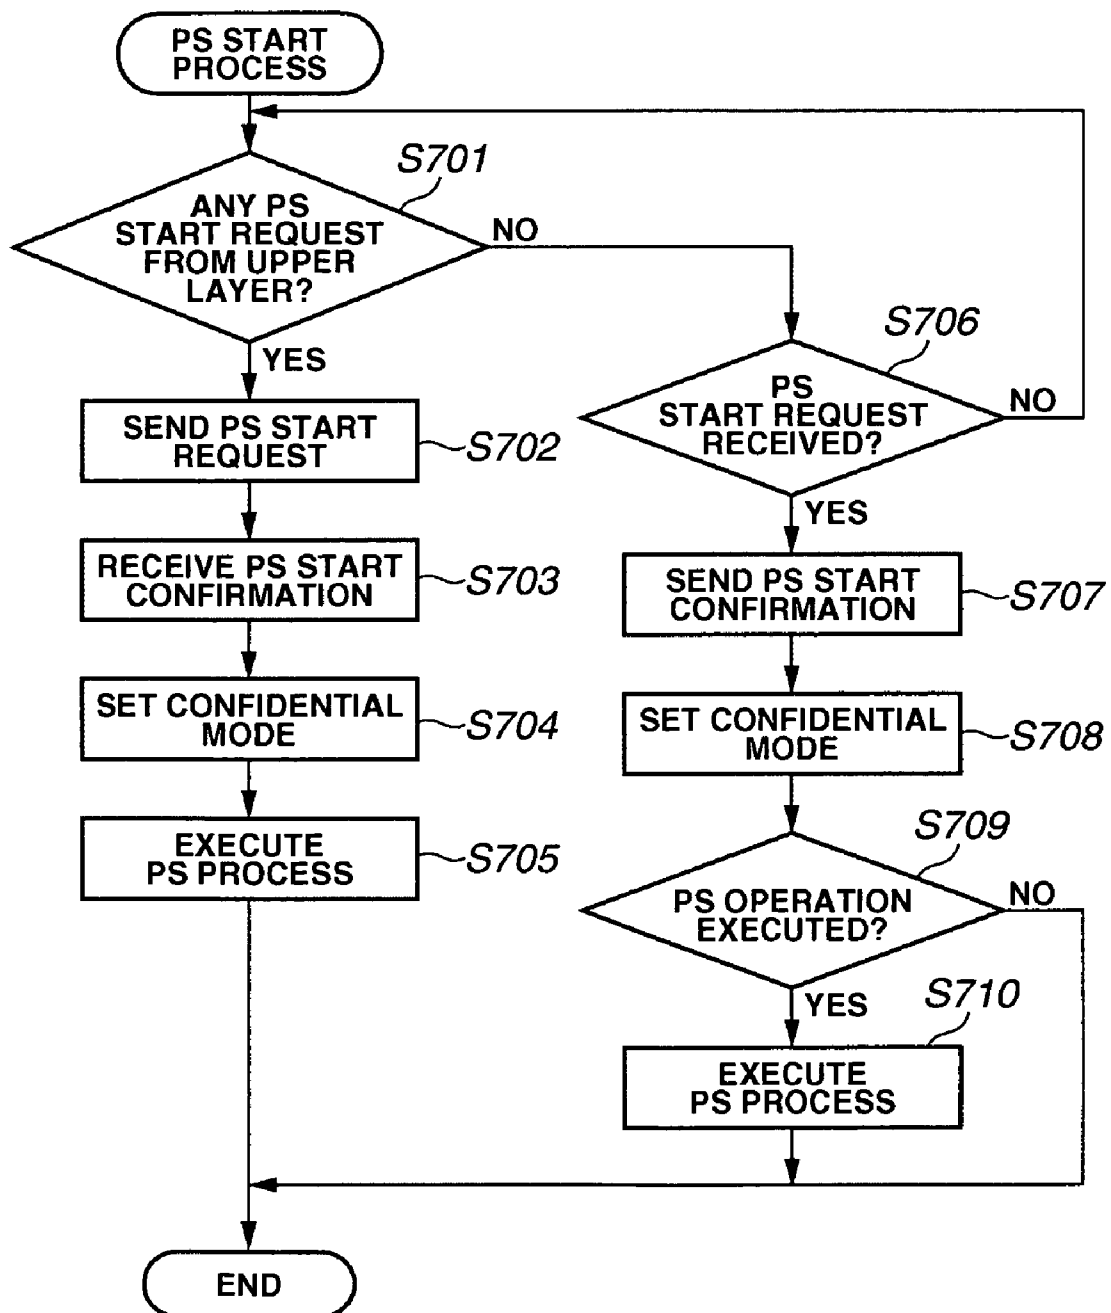 PS START
PROCESS
S701
ANY PS
START REQUEST
FROM UPPER
LAYER?
NO
YES
S706
PS
START REQUEST
RECEIVED?
NO
YES
SEND PS START
REQUEST
S702
RECEIVE PS START
CONFIRMATION
S703
SET CONFIDENTIAL
MODE
S704
EXECUTE
PS PROCESS
S705
SEND PS START
CONFIRMATION
S707
SET CONFIDENTIAL
MODE
S708
S709
PS OPERATION
EXECUTED?
NO
YES
S710
EXECUTE
PS PROCESS
END